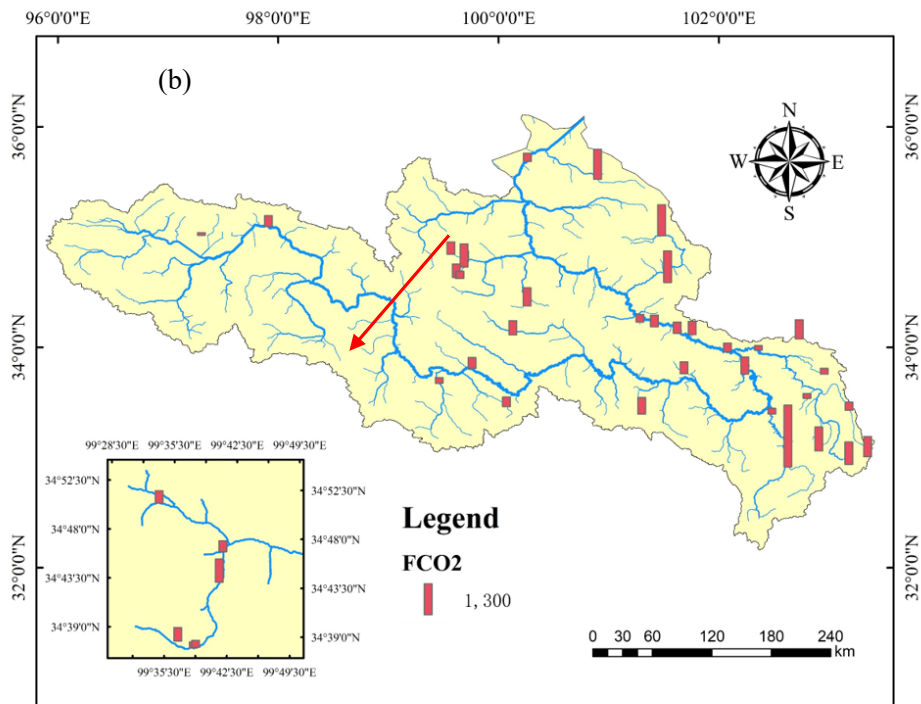 96°0'0"E 98°0'0"E 100°0'0"E 102°0'0"E
(b)
36°0'0"N 36°0'0"N
N
W E
S
34°0'0"N 34°0'0"N
99°28'30"E 99°35'30"E 99°42'30"E 99°49'30"E
34°52'30"N 34°52'30"N
34°48'0"N 34°48'0"N
34°43'30"N 34°43'30"N
34°39'0"N 34°39'0"N
99°35'30"E 99°42'30"E 99°49'30"E
Legend
FCO2
1,300
32°0'0"N 32°0'0"N
0 30 60 120 180 240
km